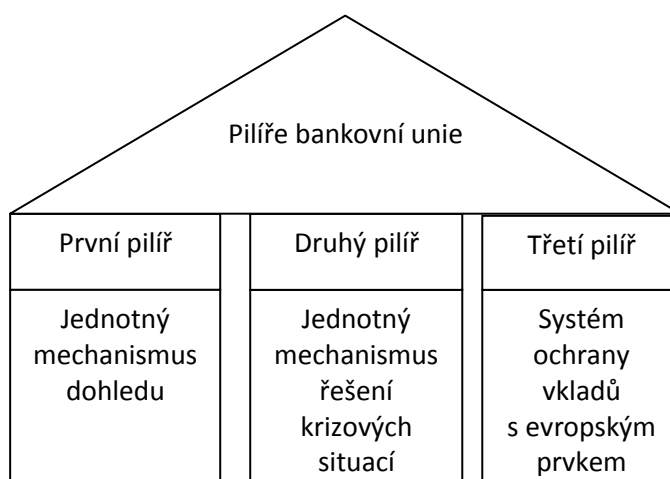 Pilíře bankovní unie
První pilíř
Druhý pilíř
Třetí pilíř
Jednotný
mechanismus
dohledu
Jednotný
mechanismus
řešení
krizových
situací
Systém
ochrany
vkladů
s evropským
prvkem